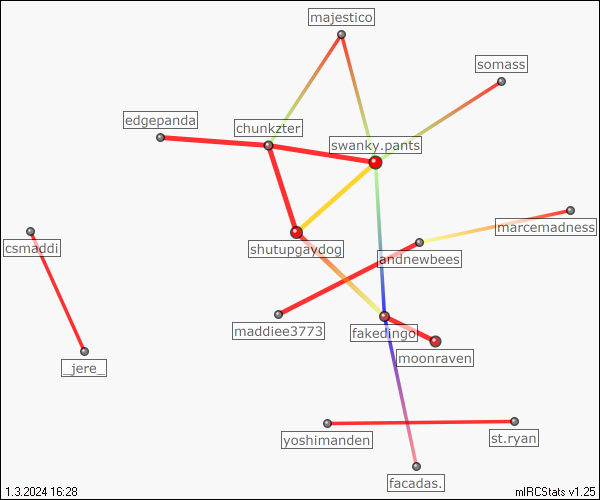 majestico
somass
edgepanda
chunkzter
swanky.pants
marcemadness
csmaddi
shutupgaydog
andnewbees
maddiee3773
fakedingo
moonraven
_jere_
yoshimanden
st.ryan
facadas.
1.3.2024 16:28
mIRCStats v1.25